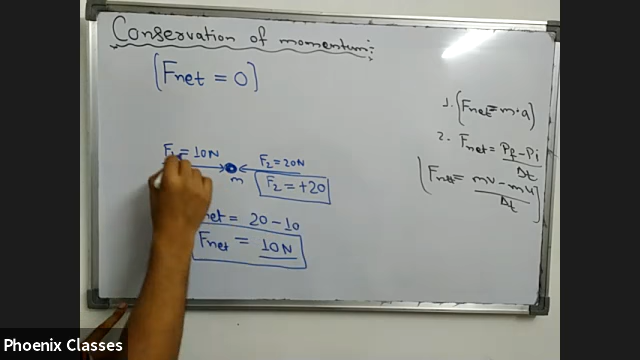 Conservation of momentum:
[Fnet = 0]
1. (Fnet = m·a)
2. Fnet = Pf - Pi
Δt
(Fnet = mv - mu
Δt
F1 = 10N
F2 = 20N
m
F2 = +20
net = 20 - 10
Fnet = 10N
Phoenix Classes